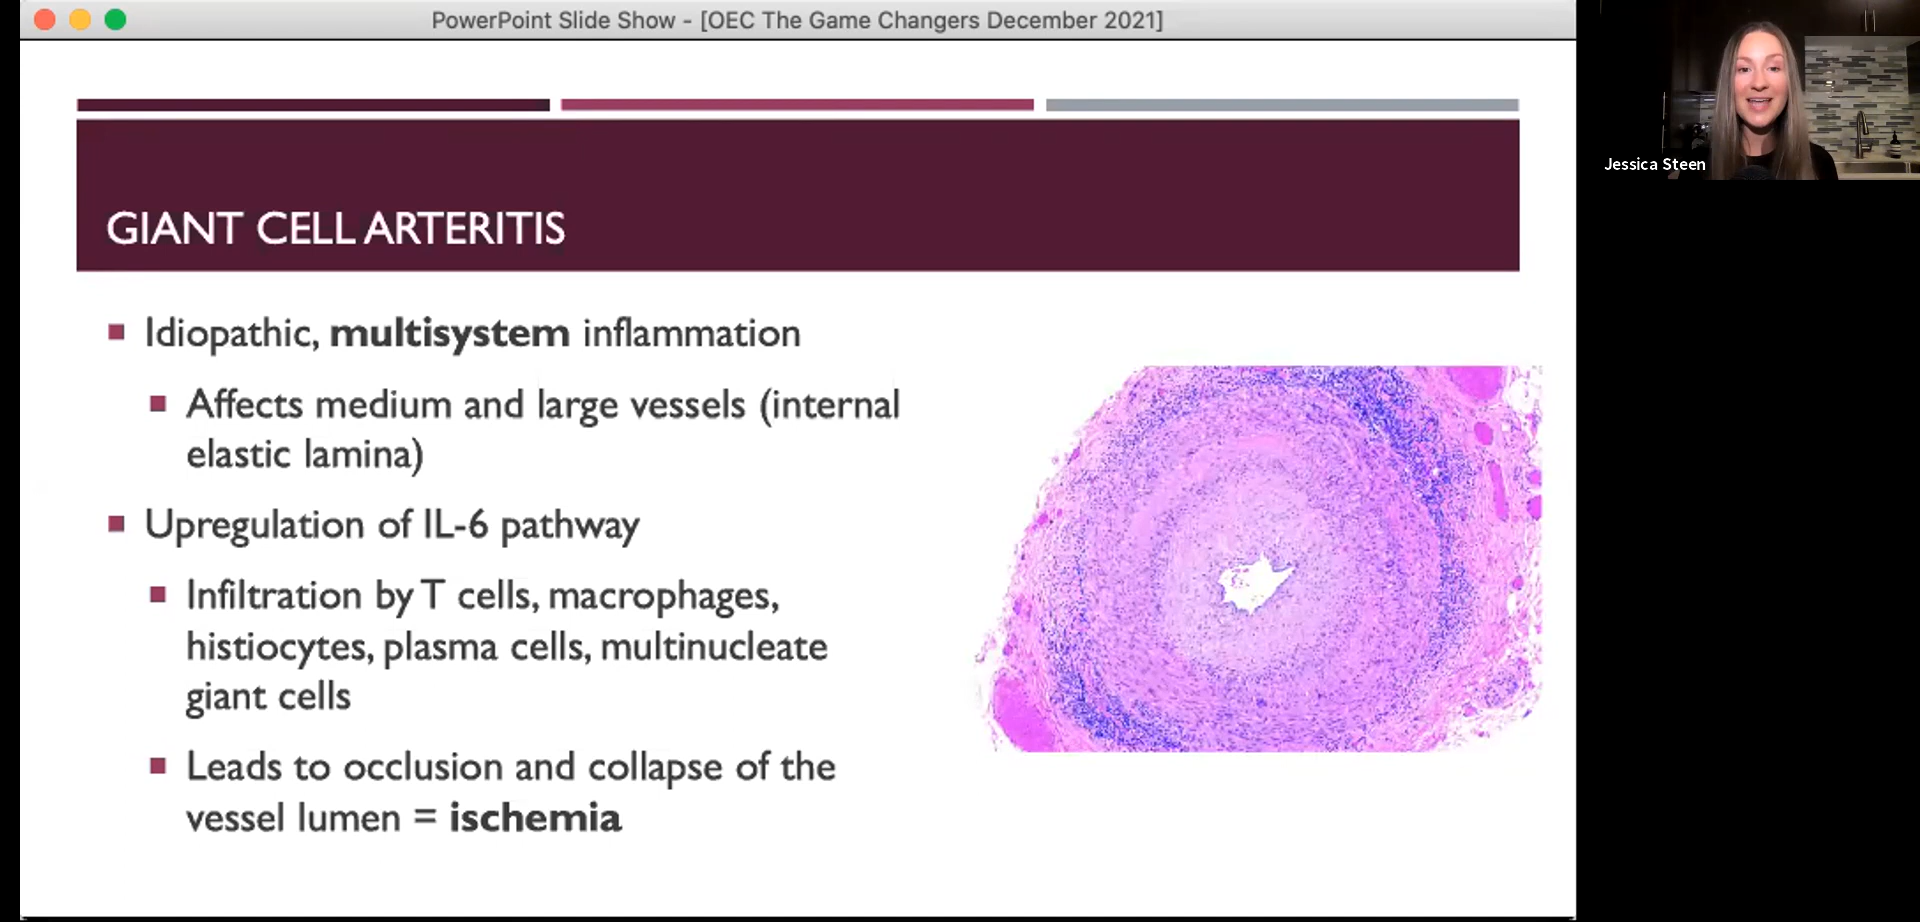 PowerPoint Slide Show - [OEC The Game Changers December 2021]
GIANT CELL ARTERITIS
Idiopathic, multisystem inflammation
Affects medium and large vessels (internal
elastic lamina)
Upregulation of IL-6 pathway
Infiltration by T cells, macrophages,
histiocytes, plasma cells, multinucleate
giant cells
Leads to occlusion and collapse of the
vessel lumen = ischemia
Jessica Steen